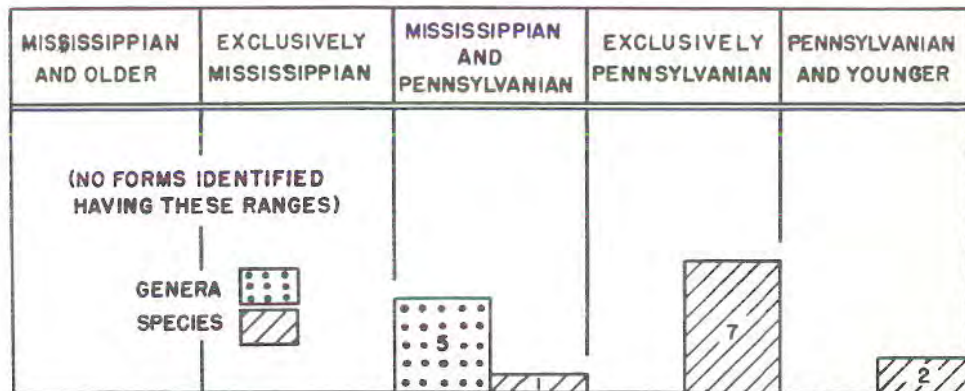 MISSISSIPPIAN
AND OLDER
EXCLUSIVELY
MISSISSIPPIAN
MISSISSIPPIAN
AND
PENNSYLVANIAN
EXCLUSIVELY
PENNSYLVANIAN
PENNSYLVANIAN
AND YOUNGER
(NO FORMS IDENTIFIED
HAVING THESE RANGES)
GENERA
SPECIES
5
1
7
2